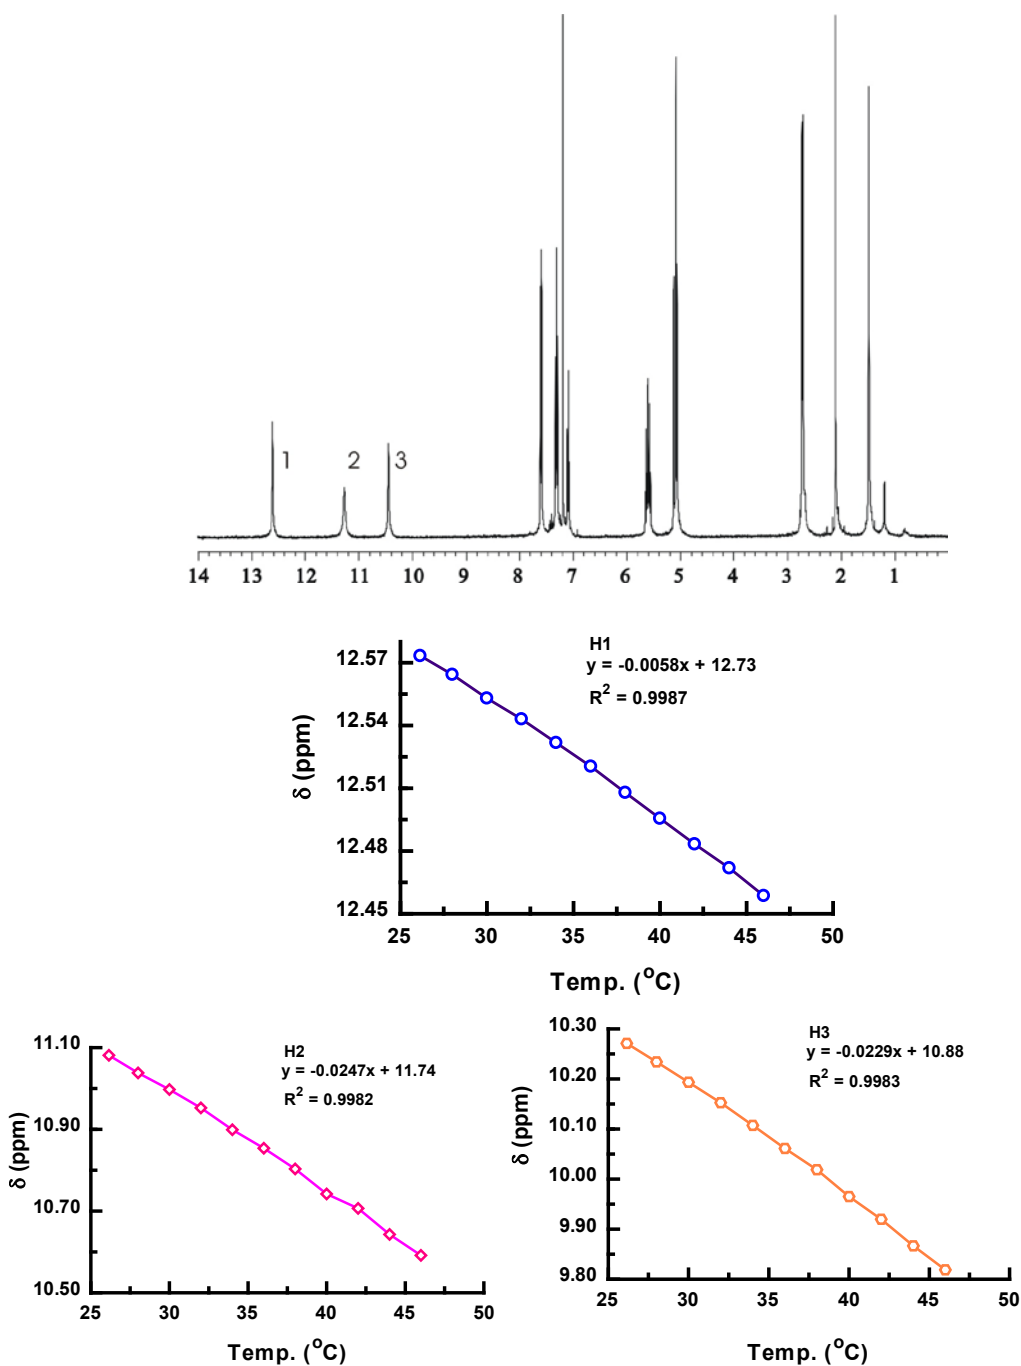 1 2 3
14 13 12 11 10 9 8 7 6 5 4 3 2 1
H1
y = -0.0058x + 12.73
R2 = 0.9987
12.57
12.54
12.51
12.48
12.45
δ (ppm)
25 30 35 40 45 50
Temp. (oC)
H2
y = -0.0247x + 11.74
R2 = 0.9982
11.10
10.90
10.70
10.50
δ (ppm)
25 30 35 40 45 50
Temp. (oC)
H3
y = -0.0229x + 10.88
R2 = 0.9983
10.30
10.20
10.10
10.00
9.90
9.80
δ (ppm)
25 30 35 40 45 50
Temp. (oC)